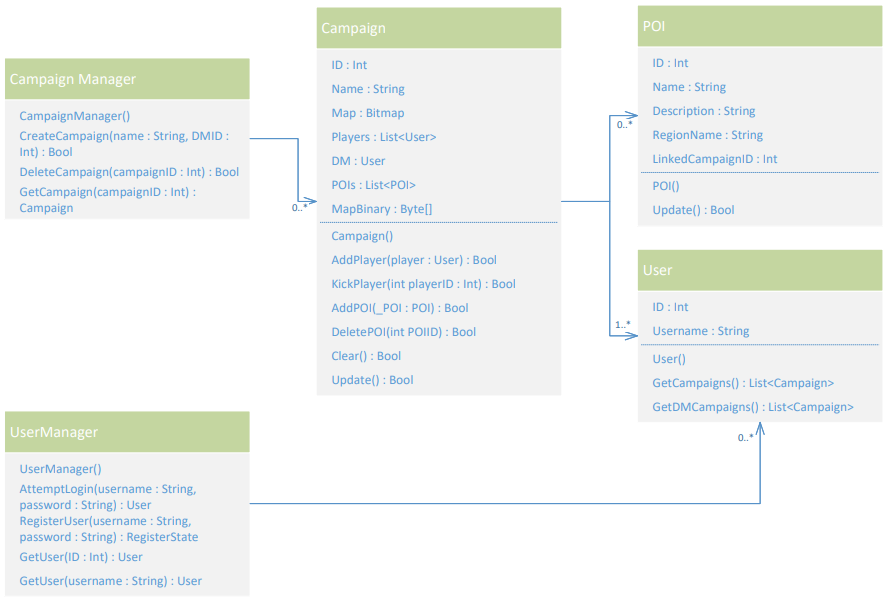 Campaign Manager
CampaignManager()
CreateCampaign(name : String, DMID :
Int) : Bool
DeleteCampaign(campaignID : Int) : Bool
GetCampaign(campaignID : Int) :
Campaign
0..*
Campaign
ID : Int
Name : String
Map : Bitmap
Players : List<User>
DM : User
POIs : List<POI>
MapBinary : Byte[]
Campaign()
AddPlayer(player : User) : Bool
KickPlayer(int playerID : Int) : Bool
AddPOI(_POI : POI) : Bool
DeletePOI(int POIID) : Bool
Clear() : Bool
Update() : Bool
0..*
1..*
POI
ID : Int
Name : String
Description : String
RegionName : String
LinkedCampaignID : Int
POI()
Update() : Bool
User
ID : Int
Username : String
User()
GetCampaigns() : List<Campaign>
GetDMCampaigns() : List<Campaign>
0..*
UserManager
UserManager()
AttemptLogin(username : String,
password : String) : User
RegisterUser(username : String,
password : String) : RegisterState
GetUser(ID : Int) : User
GetUser(username : String) : User